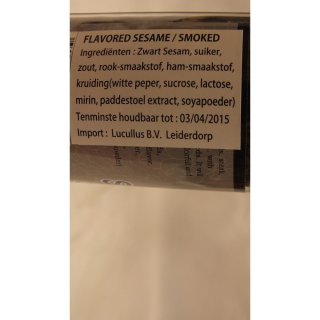 FLAVORED SESAME / SMOKED
Ingrediënten : Zwart Sesam, suiker,
zout, rook-smaakstof, ham-smaakstof,
kruiding(witte peper, sucrose, lactose,
mirin, paddestoel extract, soyapoeder)
Tenminste houdbaar tot : 03/04/2015
Import : Lucullus B.V. Leiderdorp